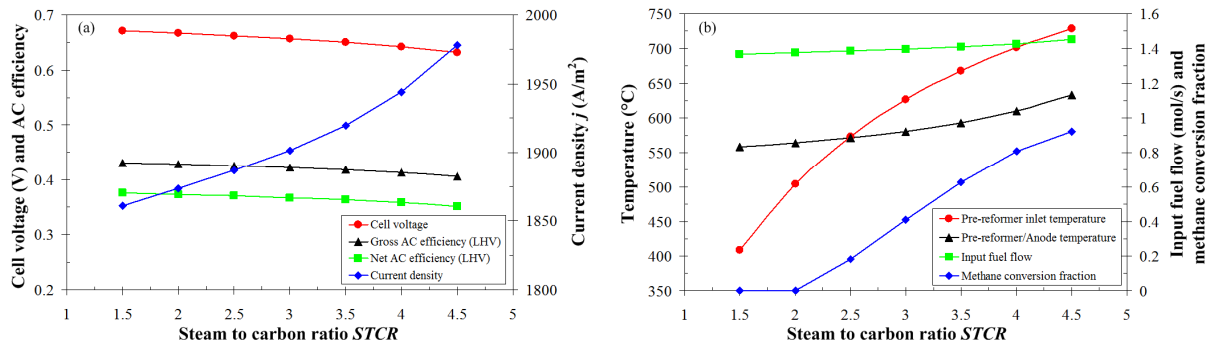 (a)
Cell voltage (V) and AC efficiency
0.7
0.6
0.5
0.4
0.3
0.2
2000
1950
1900
1850
1800
Current density j (A/m²)
Cell voltage
Gross AC efficiency (LHV)
Net AC efficiency (LHV)
Current density
1 1.5 2 2.5 3 3.5 4 4.5 5
Steam to carbon ratio STCR
(b)
Temperature (°C)
750
700
650
600
550
500
450
400
350
1.6
1.4
1.2
1
0.8
0.6
0.4
0.2
0
Input fuel flow (mol/s) and
methane conversion fraction
Pre-reformer inlet temperature
Pre-reformer/Anode temperature
Input fuel flow
Methane conversion fraction
1 1.5 2 2.5 3 3.5 4 4.5 5
Steam to carbon ratio STCR